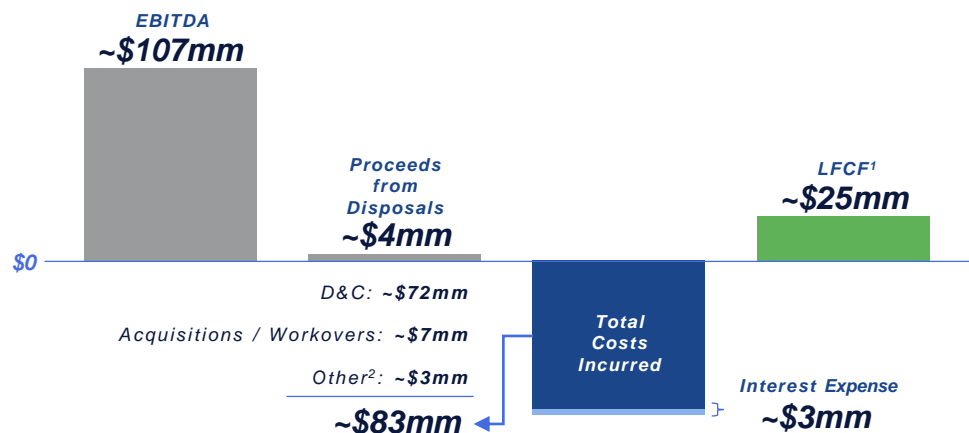 EBITDA
~$107mm
Proceeds
from
Disposals
~$4mm
LFCF¹
~$25mm
$0
D&C: ~$72mm
Acquisitions / Workovers: ~$7mm
Other²: ~$3mm
~$83mm
Total
Costs
Incurred
Interest Expense
~$3mm